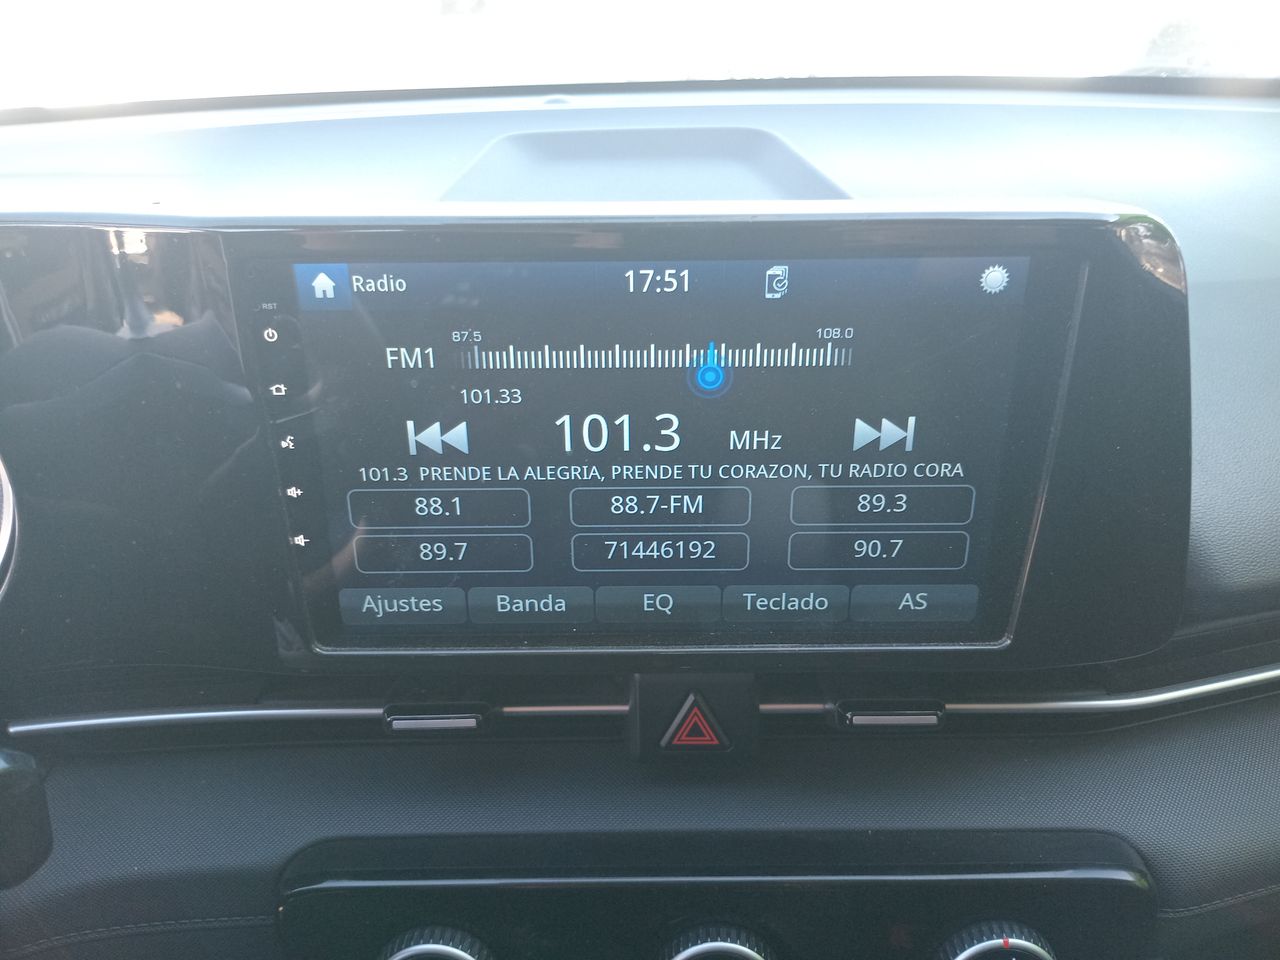 Radio 17:51
RST
87.5 108.0
FM1
101.33
101.3 MHz
101.3 PRENDE LA ALEGRIA, PRENDE TU CORAZON, TU RADIO CORA
88.1 88.7-FM 89.3
89.7 71446192 90.7
Ajustes Banda EQ Teclado AS